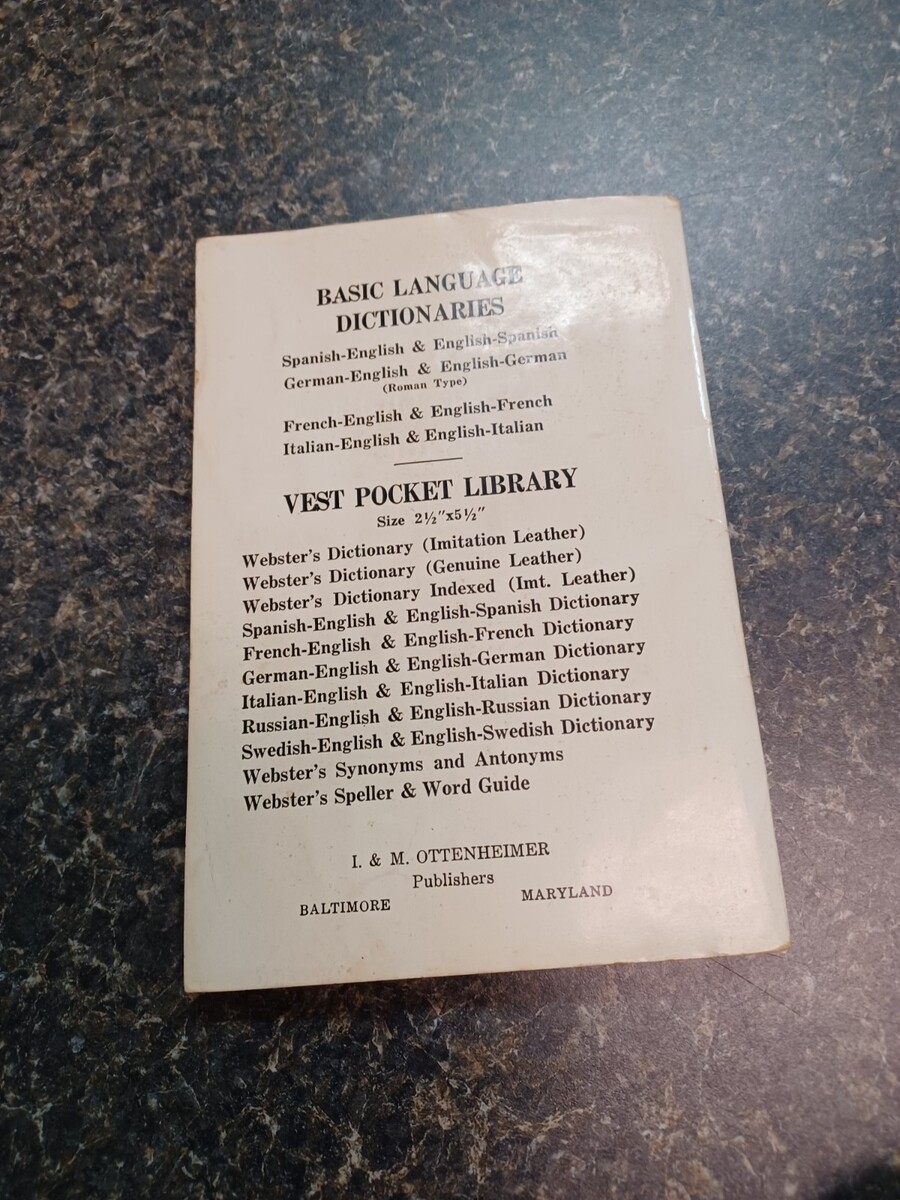 BASIC LANGUAGE
DICTIONARIES
Spanish-English & English-Spanish
German-English & English-German
(Roman Type)
French-English & English-French
Italian-English & English-Italian
VEST POCKET LIBRARY
Size 2½"x5½"
Webster's Dictionary (Imitation Leather)
Webster's Dictionary (Genuine Leather)
Webster's Dictionary Indexed (Imt. Leather)
Spanish-English & English-Spanish Dictionary
French-English & English-French Dictionary
German-English & English-German Dictionary
Italian-English & English-Italian Dictionary
Russian-English & English-Russian Dictionary
Swedish-English & English-Swedish Dictionary
Webster's Synonyms and Antonyms
Webster's Speller & Word Guide
I. & M. OTTENHEIMER
Publishers
BALTIMORE MARYLAND